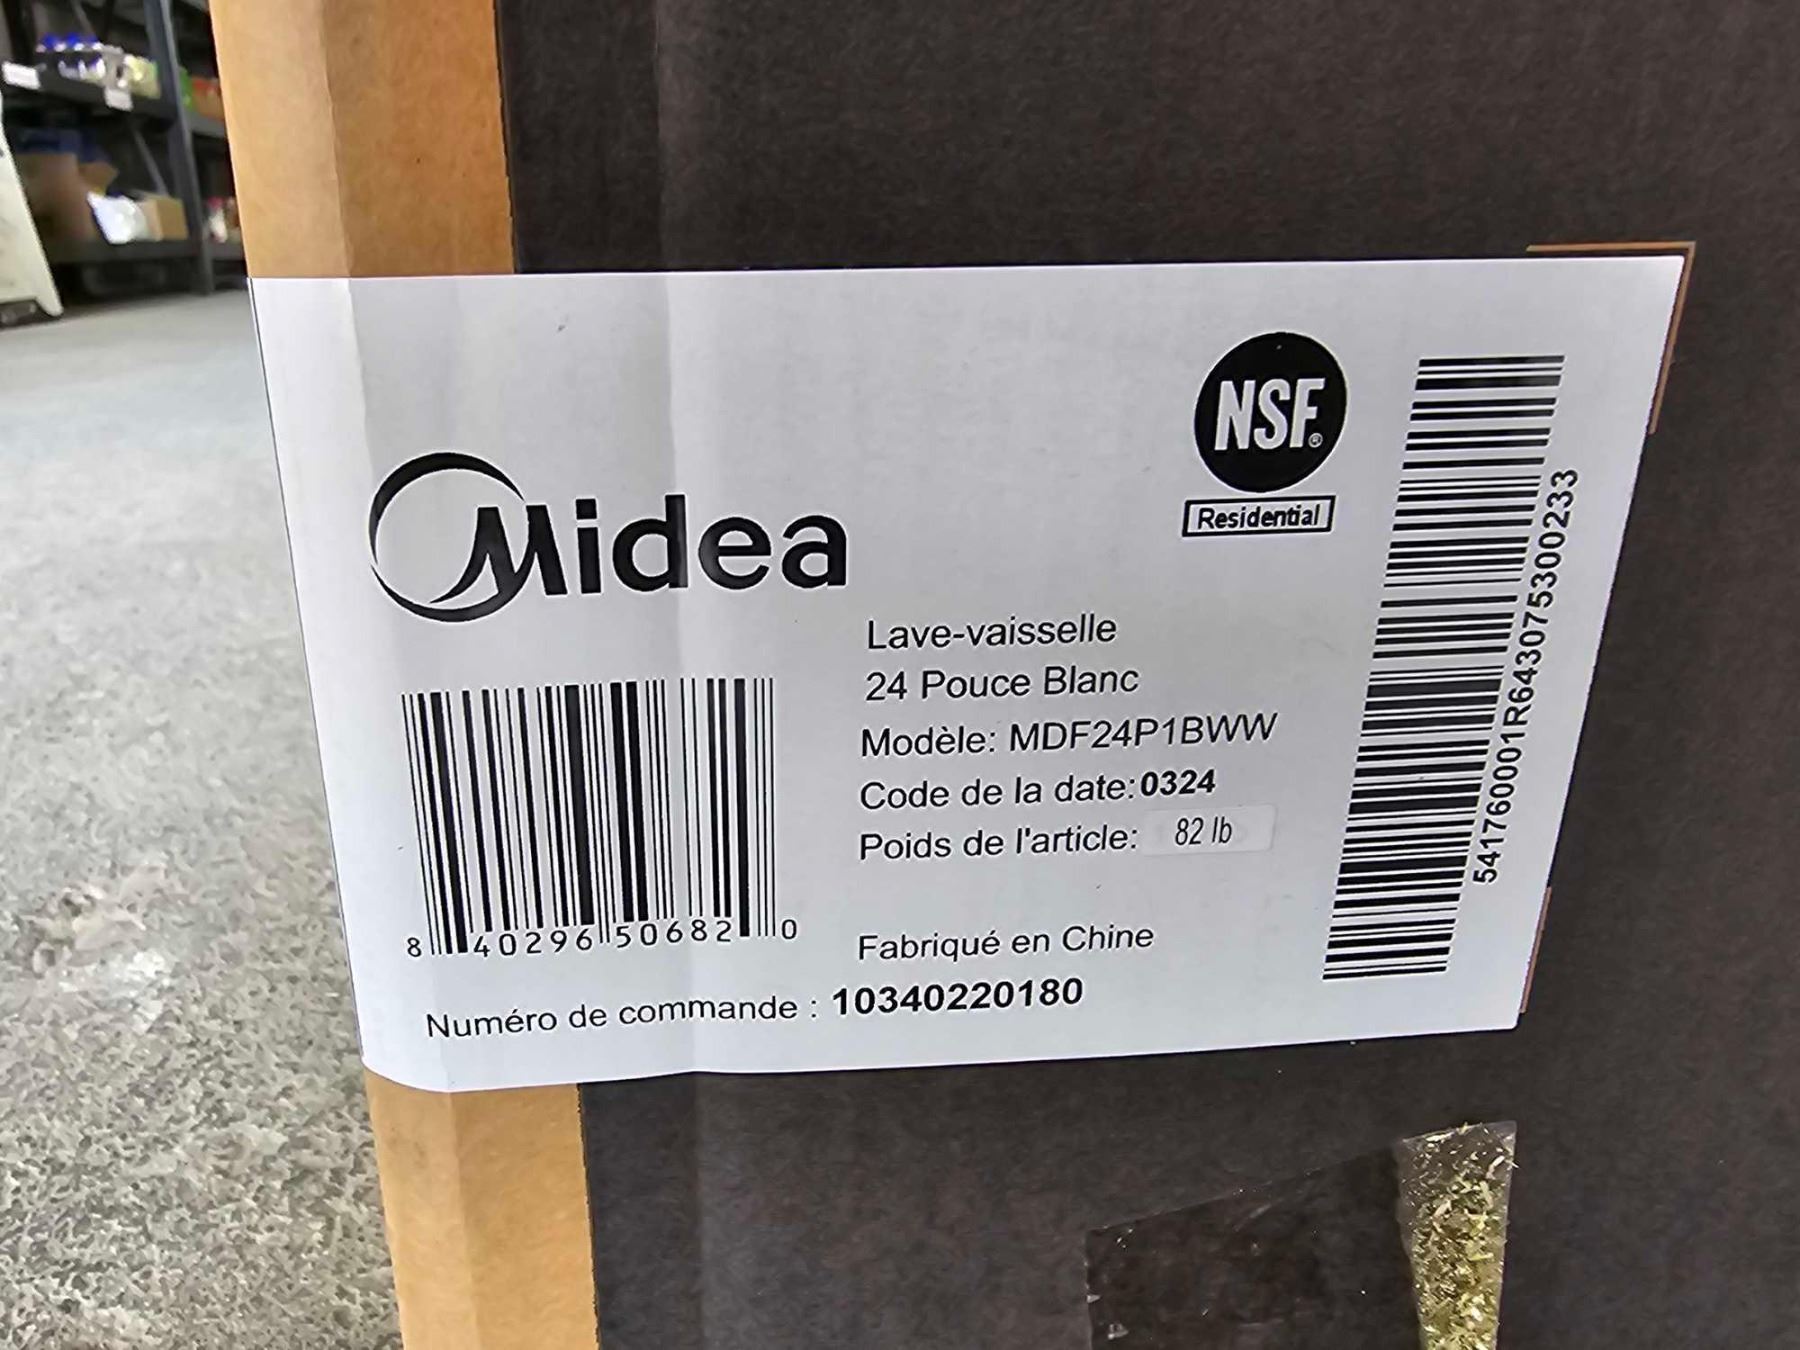 NSF®
Residential
Midea
Lave-vaisselle
24 Pouce Blanc
Modèle: MDF24P1BWW
Code de la date:0324
Poids de l'article: 82 lb
8 40296 50682 0
Fabriqué en Chine
Numéro de commande : 10340220180
541760001R643075300233